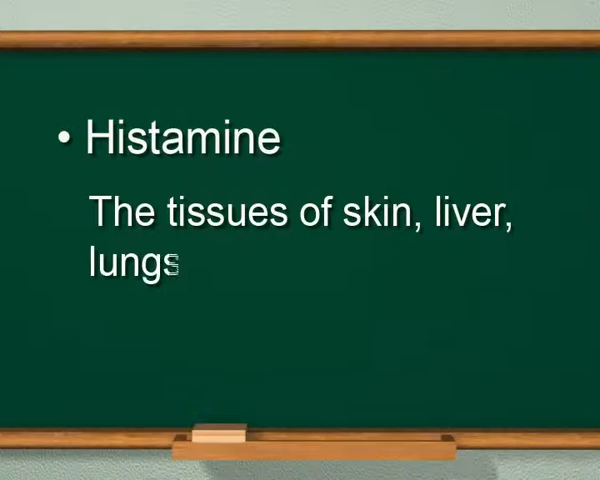 • Histamine
The tissues of skin, liver,
lungs